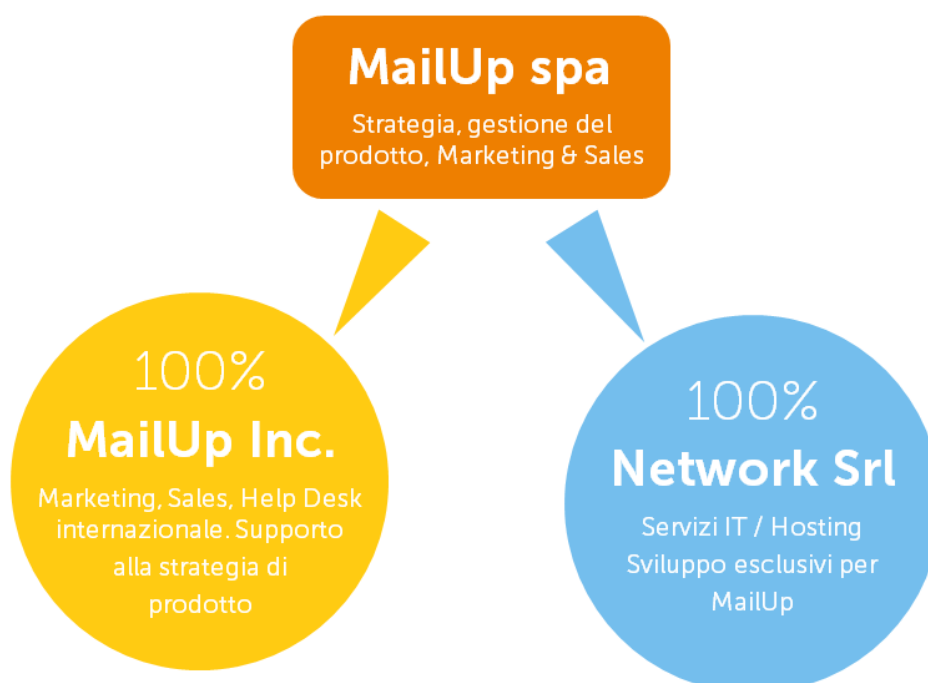 MailUp spa
Strategia, gestione del
prodotto, Marketing & Sales
100%
MailUp Inc.
Marketing, Sales, Help Desk
internazionale. Supporto
alla strategia di
prodotto
100%
Network Srl
Servizi IT / Hosting
Sviluppo esclusivi per
MailUp